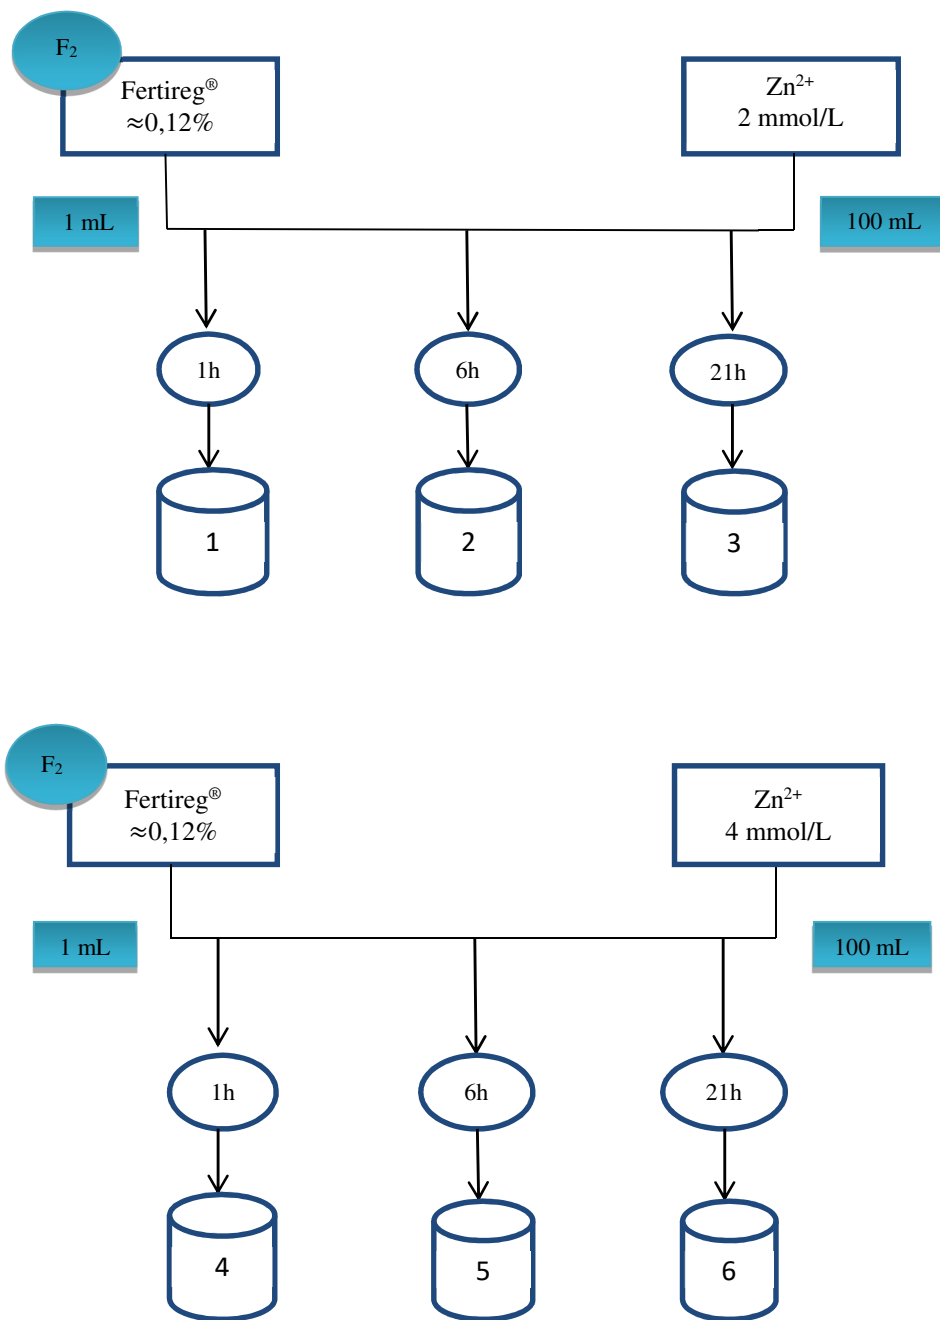 F₂
Fertireg®
≈0,12%
Zn²⁺
2 mmol/L
1 mL
100 mL
1h
6h
21h
1
2
3
F₂
Fertireg®
≈0,12%
Zn²⁺
4 mmol/L
1 mL
100 mL
1h
6h
21h
4
5
6